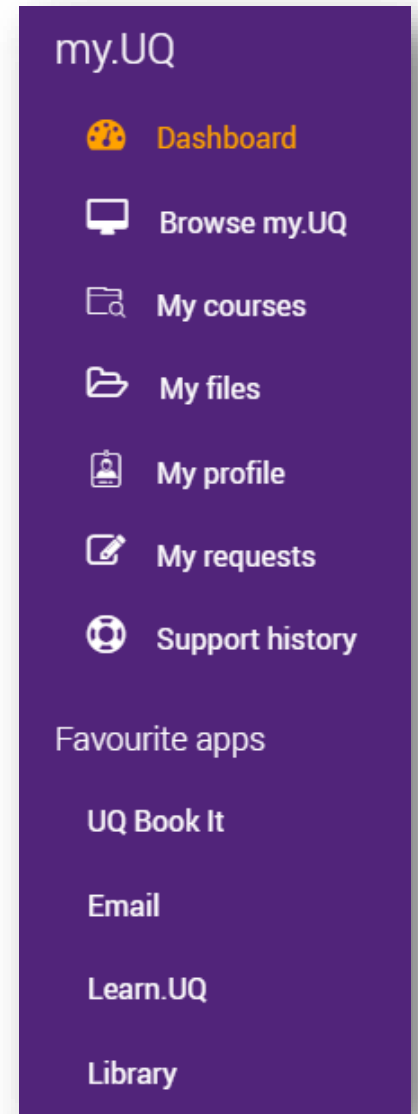 my.UQ
Dashboard
Browse my.UQ
My courses
My files
My profile
My requests
Support history
Favourite apps
UQ Book It
Email
Learn.UQ
Library